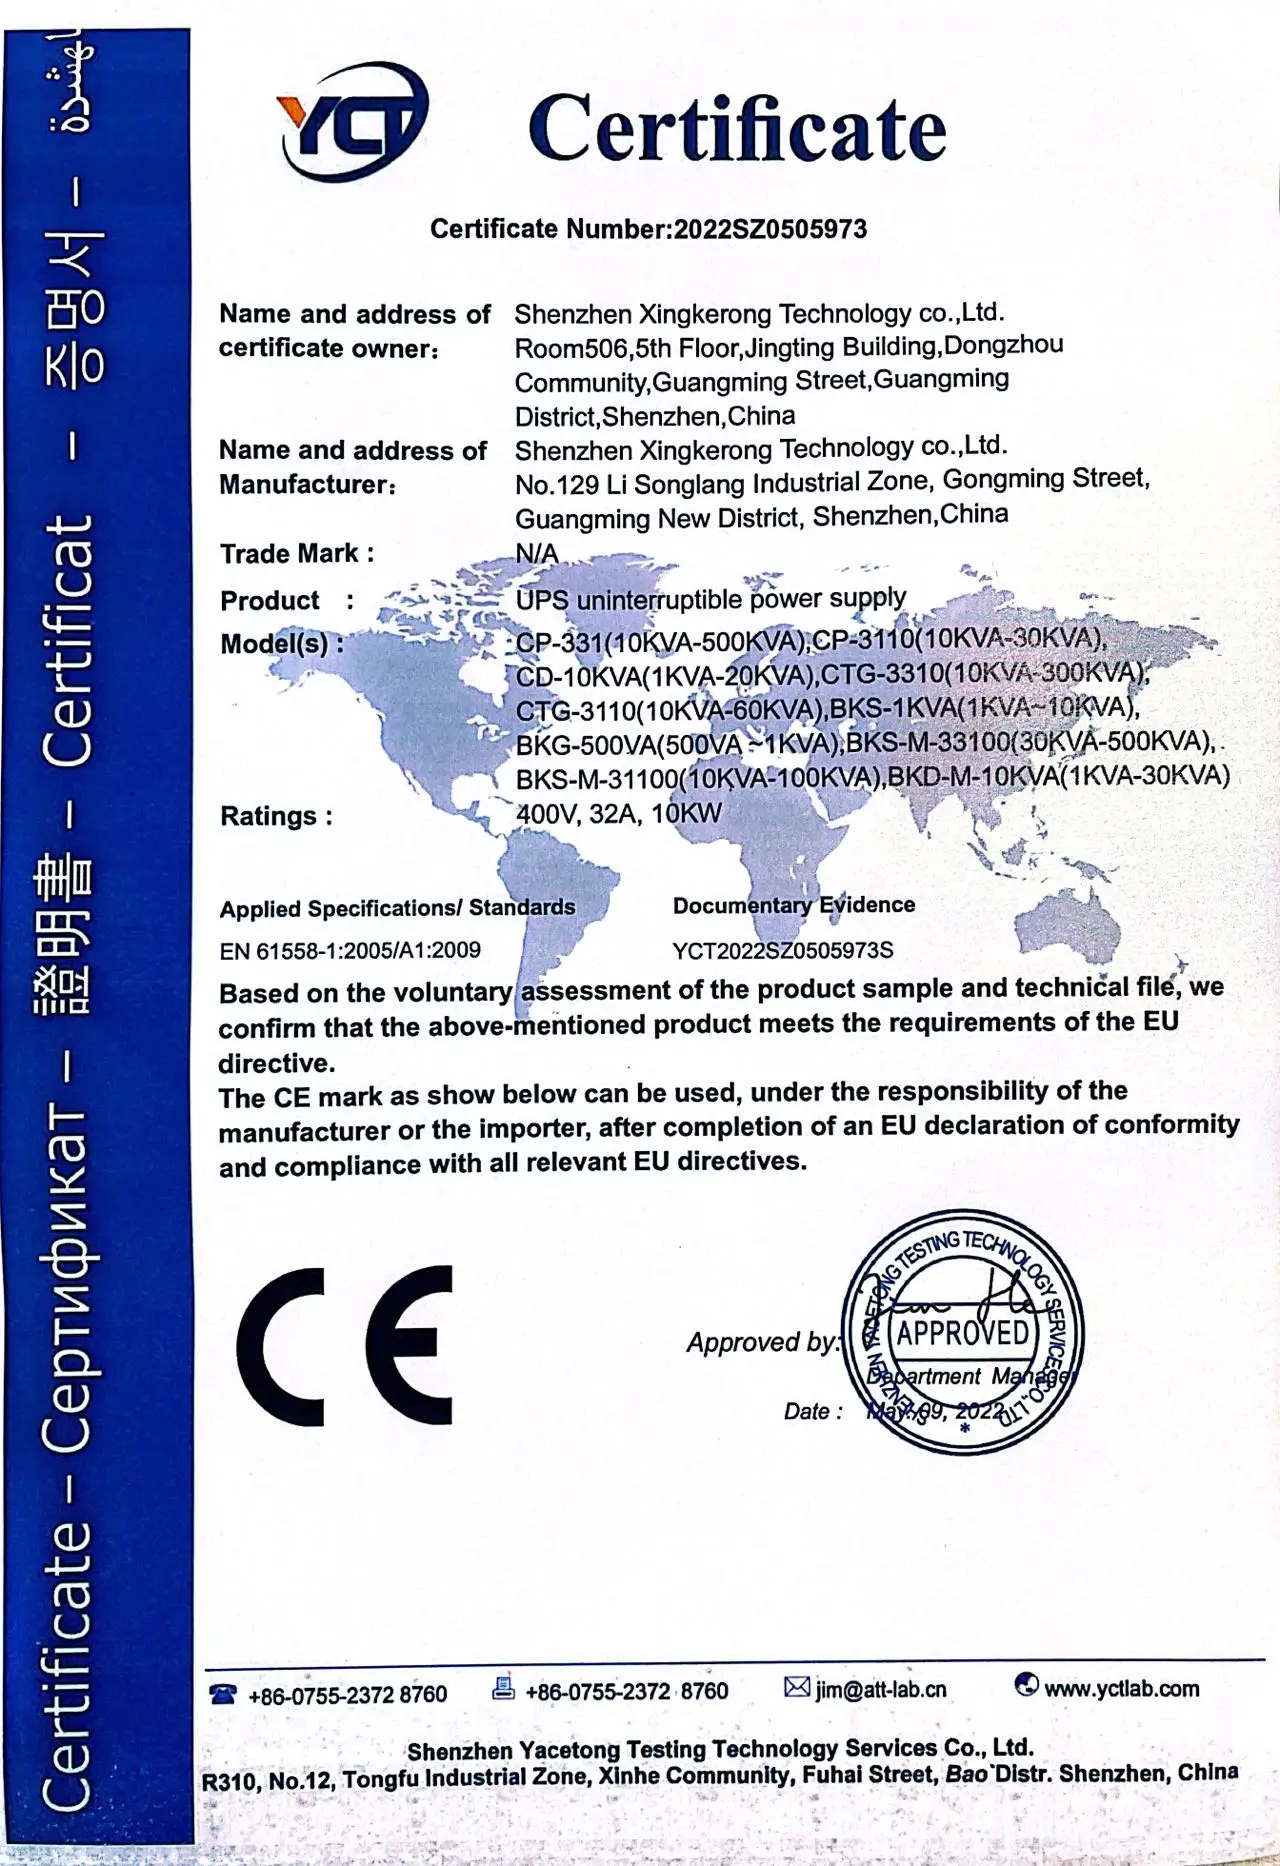 YCT
Certificate
Certificate Number:2022SZ0505973
Name and address of certificate owner:
Shenzhen Xingkerong Technology co.,Ltd.
Room506,5th Floor,Jingting Building,Dongzhou
Community,Guangming Street,Guangming
District,Shenzhen,China
Name and address of Manufacturer:
Shenzhen Xingkerong Technology co.,Ltd.
No.129 Li Songlang Industrial Zone, Gongming Street,
Guangming New District, Shenzhen,China
Trade Mark : N/A
Product : UPS uninterruptible power supply
Model(s) : CP-331(10KVA-500KVA),CP-3110(10KVA-30KVA),
CD-10KVA(1KVA-20KVA),CTG-3310(10KVA-300KVA),
CTG-3110(10KVA-60KVA),BKS-1KVA(1KVA~10KVA),
BKG-500VA(500VA~1KVA),BKS-M-33100(30KVA-500KVA),
BKS-M-31100(10KVA-100KVA),BKD-M-10KVA(1KVA-30KVA)
Ratings : 400V, 32A, 10KW
Applied Specifications/ Standards Documentary Evidence
EN 61558-1:2005/A1:2009 YCT2022SZ0505973S
Based on the voluntary assessment of the product sample and technical file, we
confirm that the above-mentioned product meets the requirements of the EU
directive.
The CE mark as show below can be used, under the responsibility of the
manufacturer or the importer, after completion of an EU declaration of conformity
and compliance with all relevant EU directives.
CE
Approved by:
SHENZHEN YACETONG TESTING TECHNOLOGY SERVICES CO., LTD
APPROVED
Department Manager
Date : May. 09, 2022
+86-0755-2372 8760 +86-0755-2372 8760 jim@att-lab.cn www.yctlab.com
Shenzhen Yacetong Testing Technology Services Co., Ltd.
R310, No.12, Tongfu Industrial Zone, Xinhe Community, Fuhai Street, Bao'Distr. Shenzhen, China
Certificate – Сертификат – 證明書 – Certificat – 증명서 –